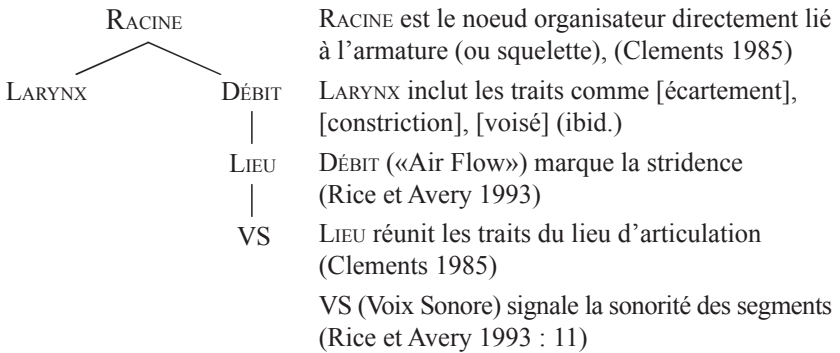 RACINE RACINE est le noeud organisateur directement lié
à l’armature (ou squelette), (Clements 1985)
LARYNX DÉBIT LARYNX inclut les traits comme [écartement],
[constriction], [voisé] (ibid.)
LIEU DÉBIT («Air Flow») marque la stridence
(Rice et Avery 1993)
VS LIEU réunit les traits du lieu d’articulation
(Clements 1985)
VS (Voix Sonore) signale la sonorité des segments
(Rice et Avery 1993 : 11)